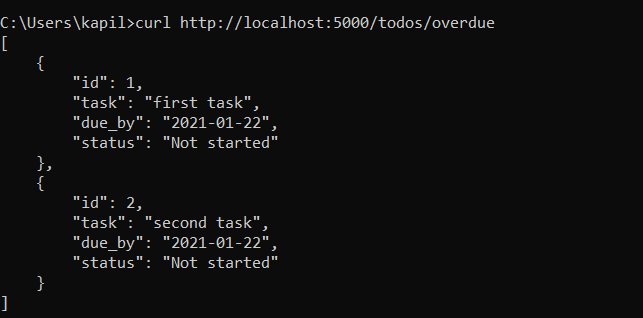 C:\Users\kapil>curl http://localhost:5000/todos/overdue
[
    {
        "id": 1,
        "task": "first task",
        "due_by": "2021-01-22",
        "status": "Not started"
    },
    {
        "id": 2,
        "task": "second task",
        "due_by": "2021-01-22",
        "status": "Not started"
    }
]